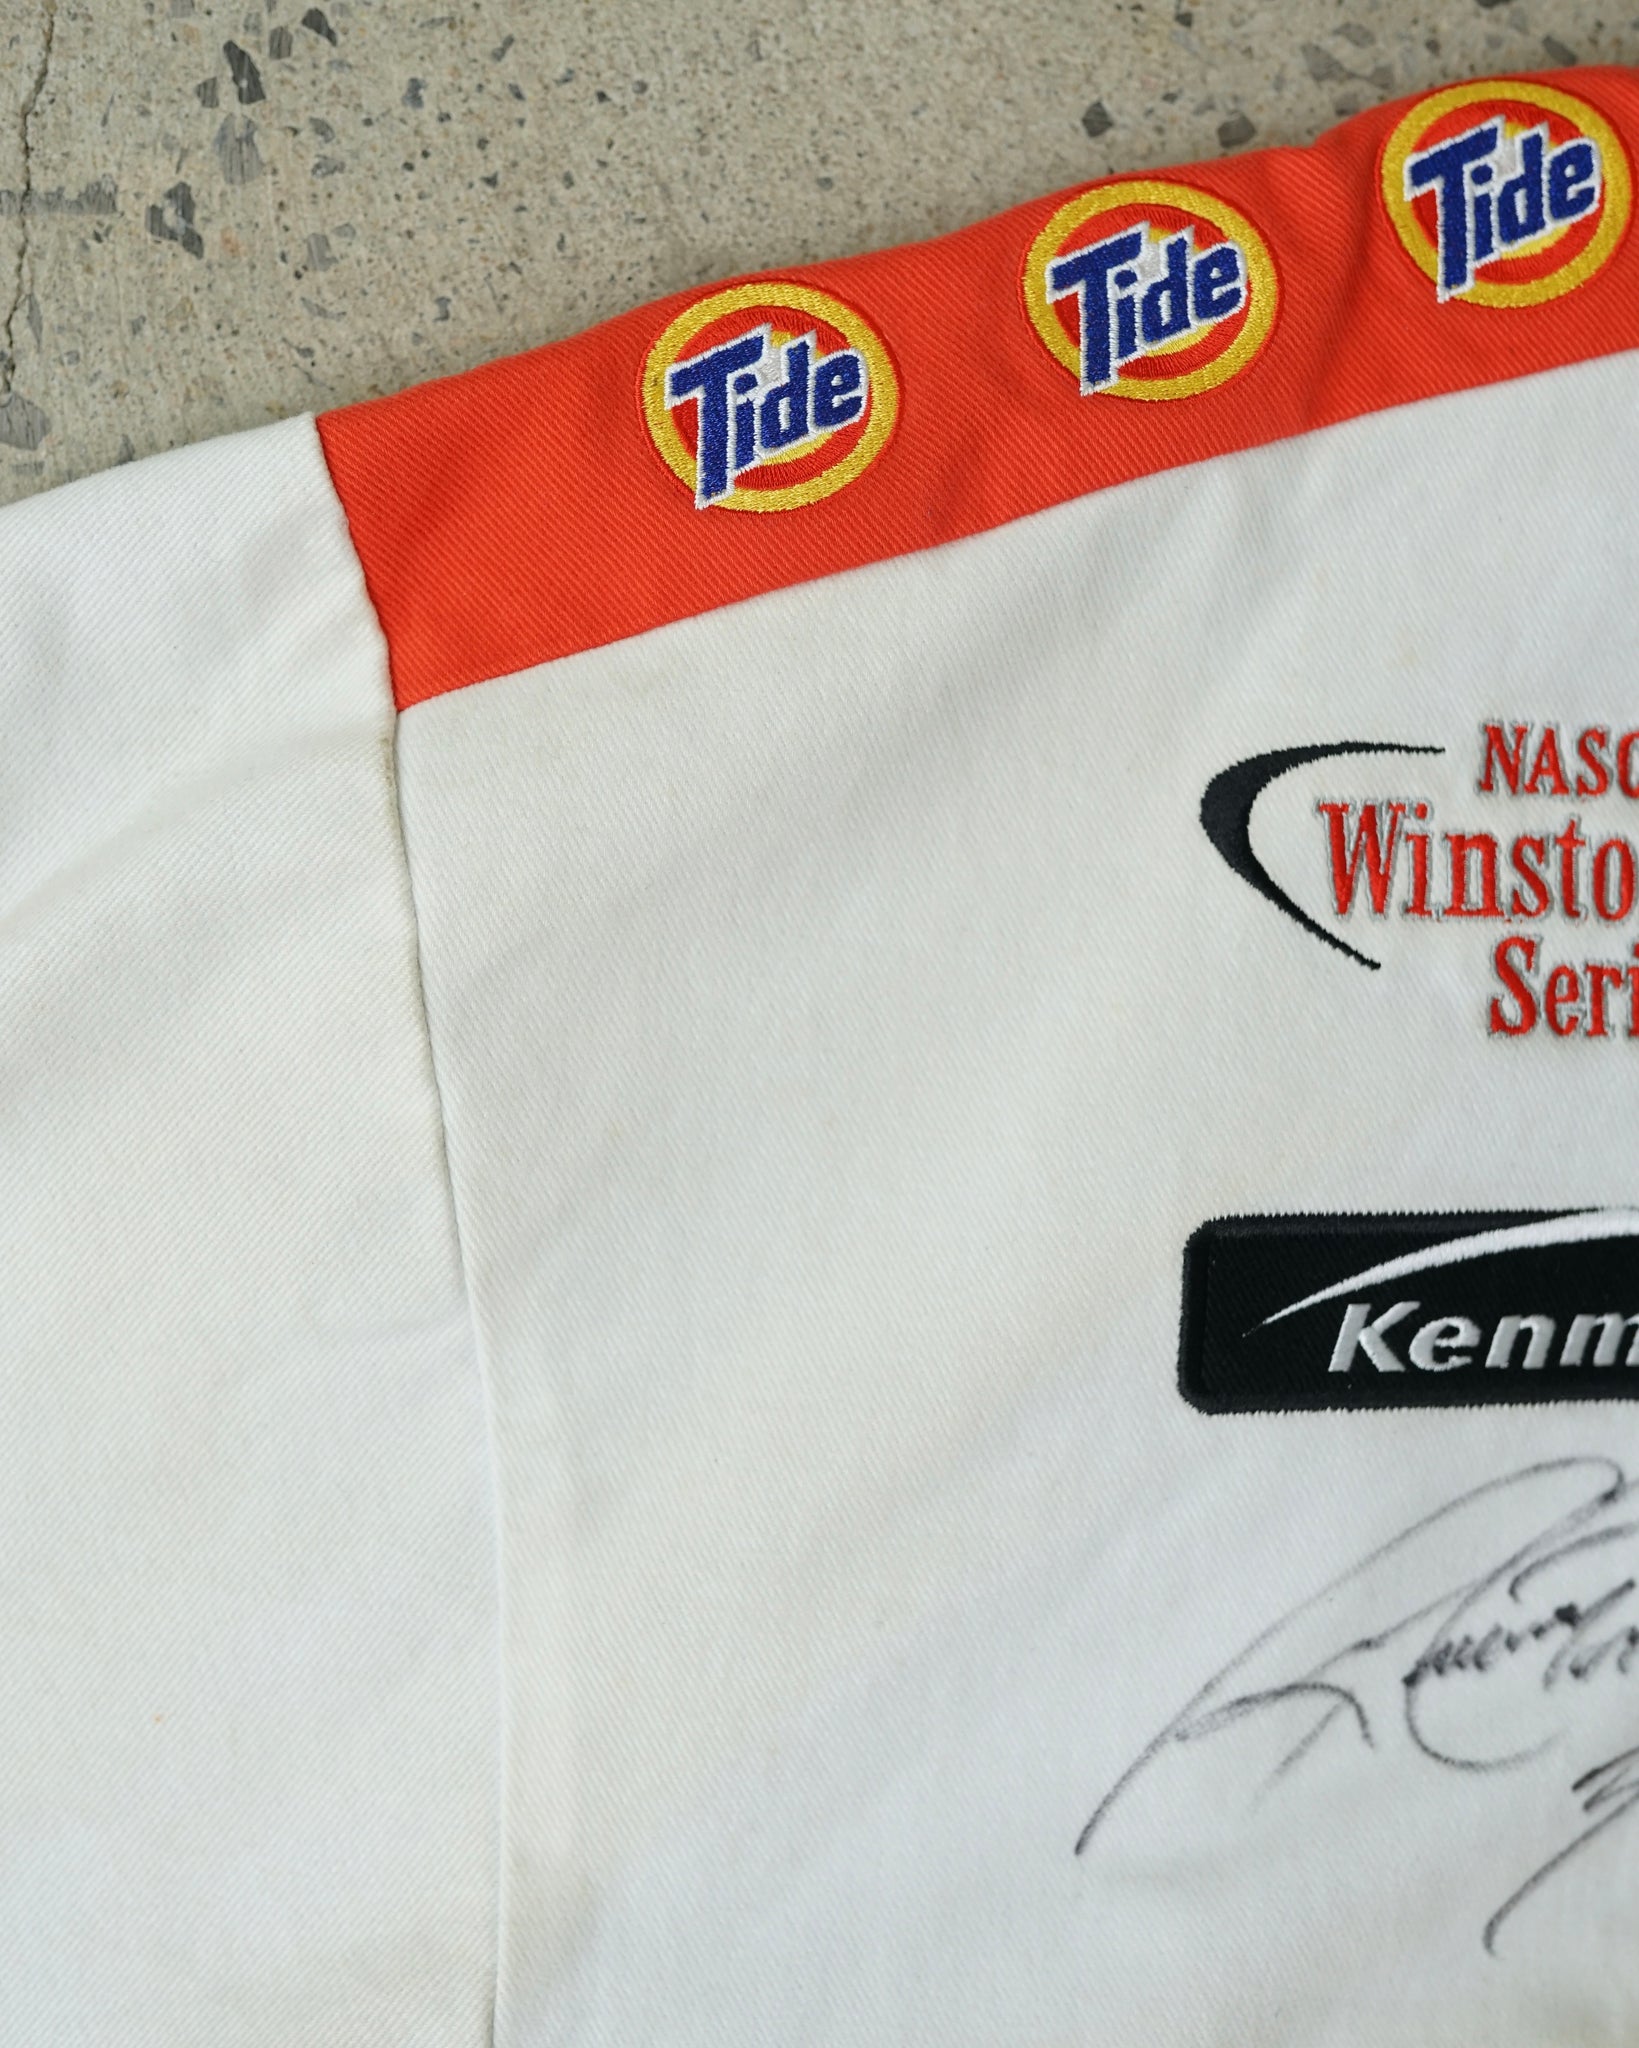 Tide
Tide
Tide
NASC
Winsto
Seri
Kenm